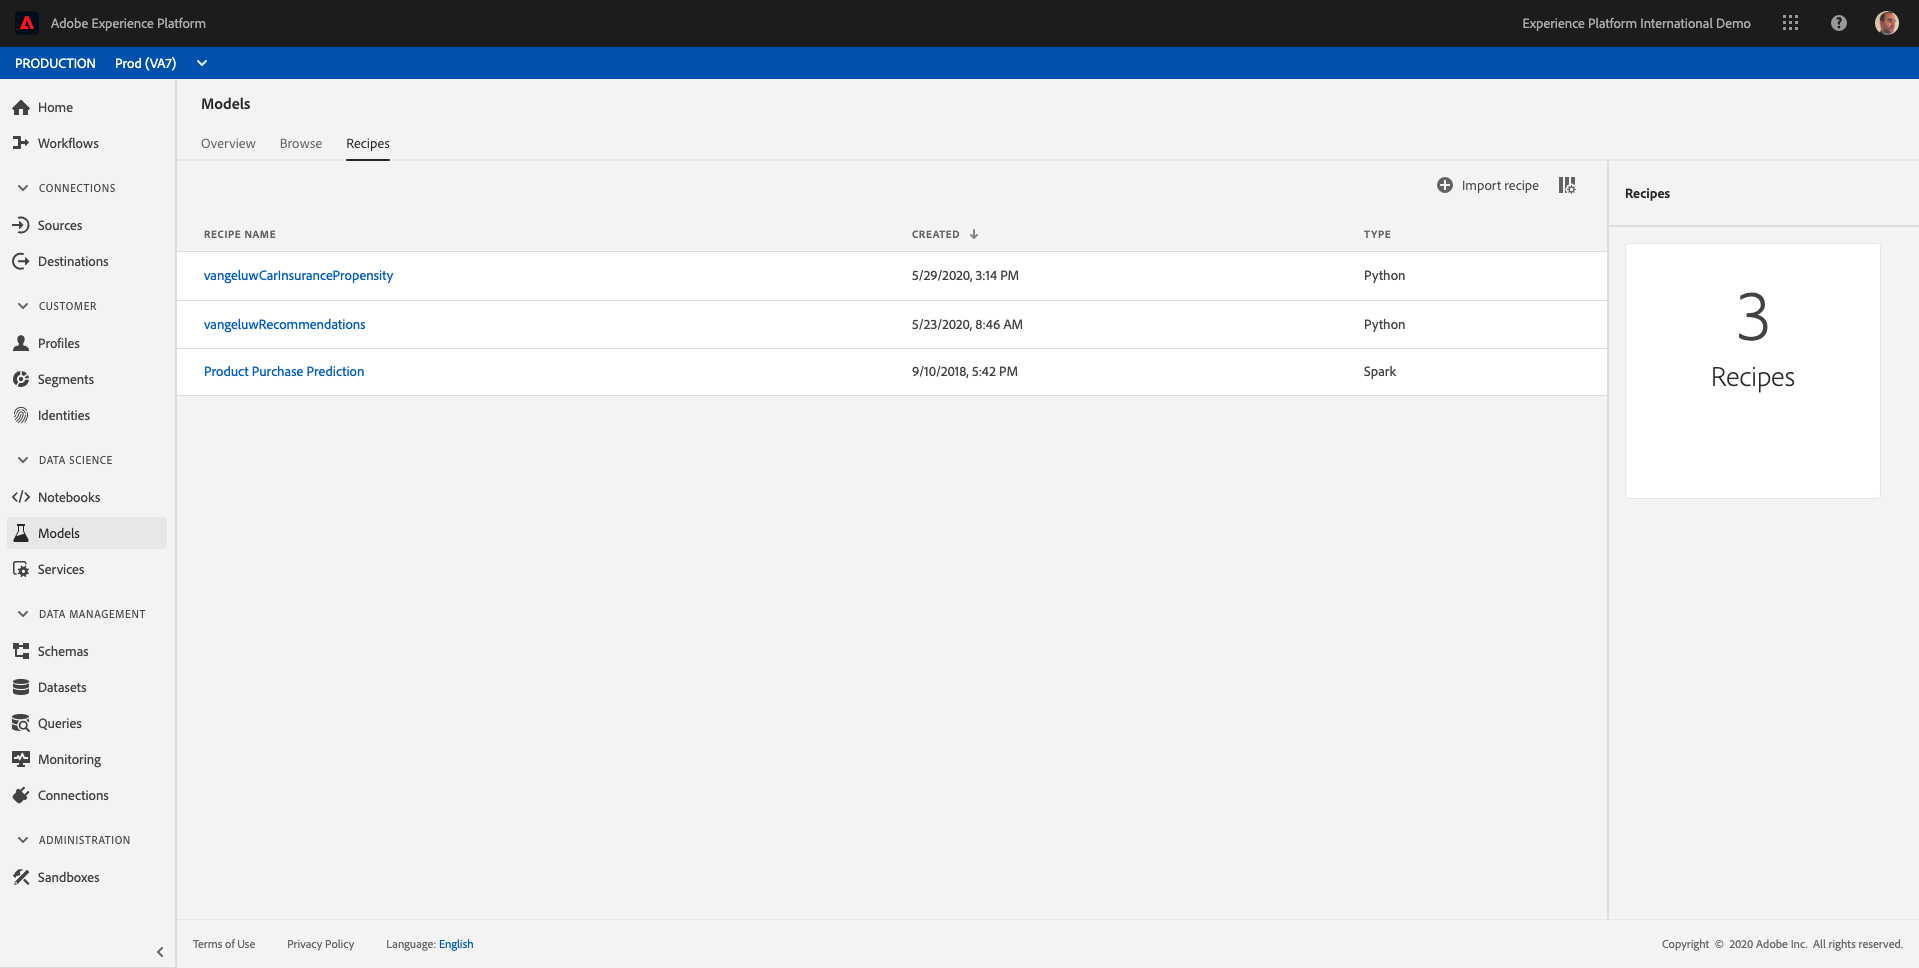 Adobe Experience Platform
Experience Platform International Demo
PRODUCTION Prod (VA7)
Home
Workflows
CONNECTIONS
Sources
Destinations
CUSTOMER
Profiles
Segments
Identities
DATA SCIENCE
Notebooks
Models
Services
DATA MANAGEMENT
Schemas
Datasets
Queries
Monitoring
Connections
ADMINISTRATION
Sandboxes
Models
Overview Browse Recipes
Import recipe
RECIPE NAME CREATED TYPE
vangeluwCarInsurancePropensity 5/29/2020, 3:14 PM Python
vangeluwRecommendations 5/23/2020, 8:46 AM Python
Product Purchase Prediction 9/10/2018, 5:42 PM Spark
Recipes
3
Recipes
Terms of Use Privacy Policy Language: English
Copyright © 2020 Adobe Inc. All rights reserved.